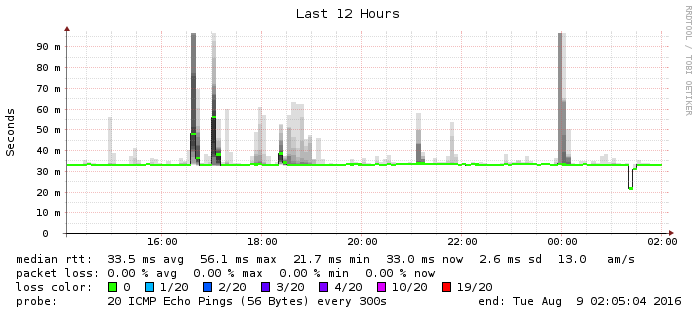 Last 12 Hours
RRDTOOL / TOBI OETIKER
Seconds
90 m
80 m
70 m
60 m
50 m
40 m
30 m
20 m
10 m
0
16:00 18:00 20:00 22:00 00:00 02:00
median rtt: 33.5 ms avg 56.1 ms max 21.7 ms min 33.0 ms now 2.6 ms sd 13.0 am/s
packet loss: 0.00 % avg 0.00 % max 0.00 % min 0.00 % now
loss color: 0 1/20 2/20 3/20 4/20 10/20 19/20
probe: 20 ICMP Echo Pings (56 Bytes) every 300s end: Tue Aug 9 02:05:04 2016